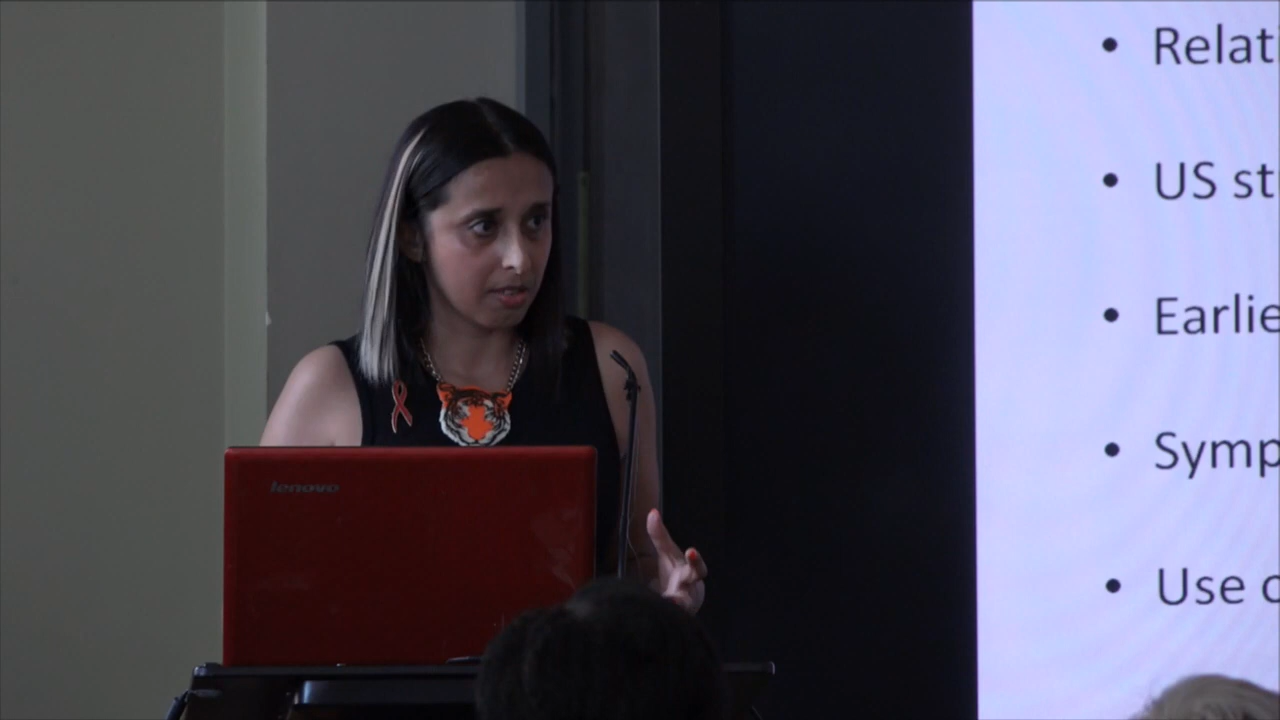 • Relati
• US st
• Earlie
• Symp
• Use o
lenovo